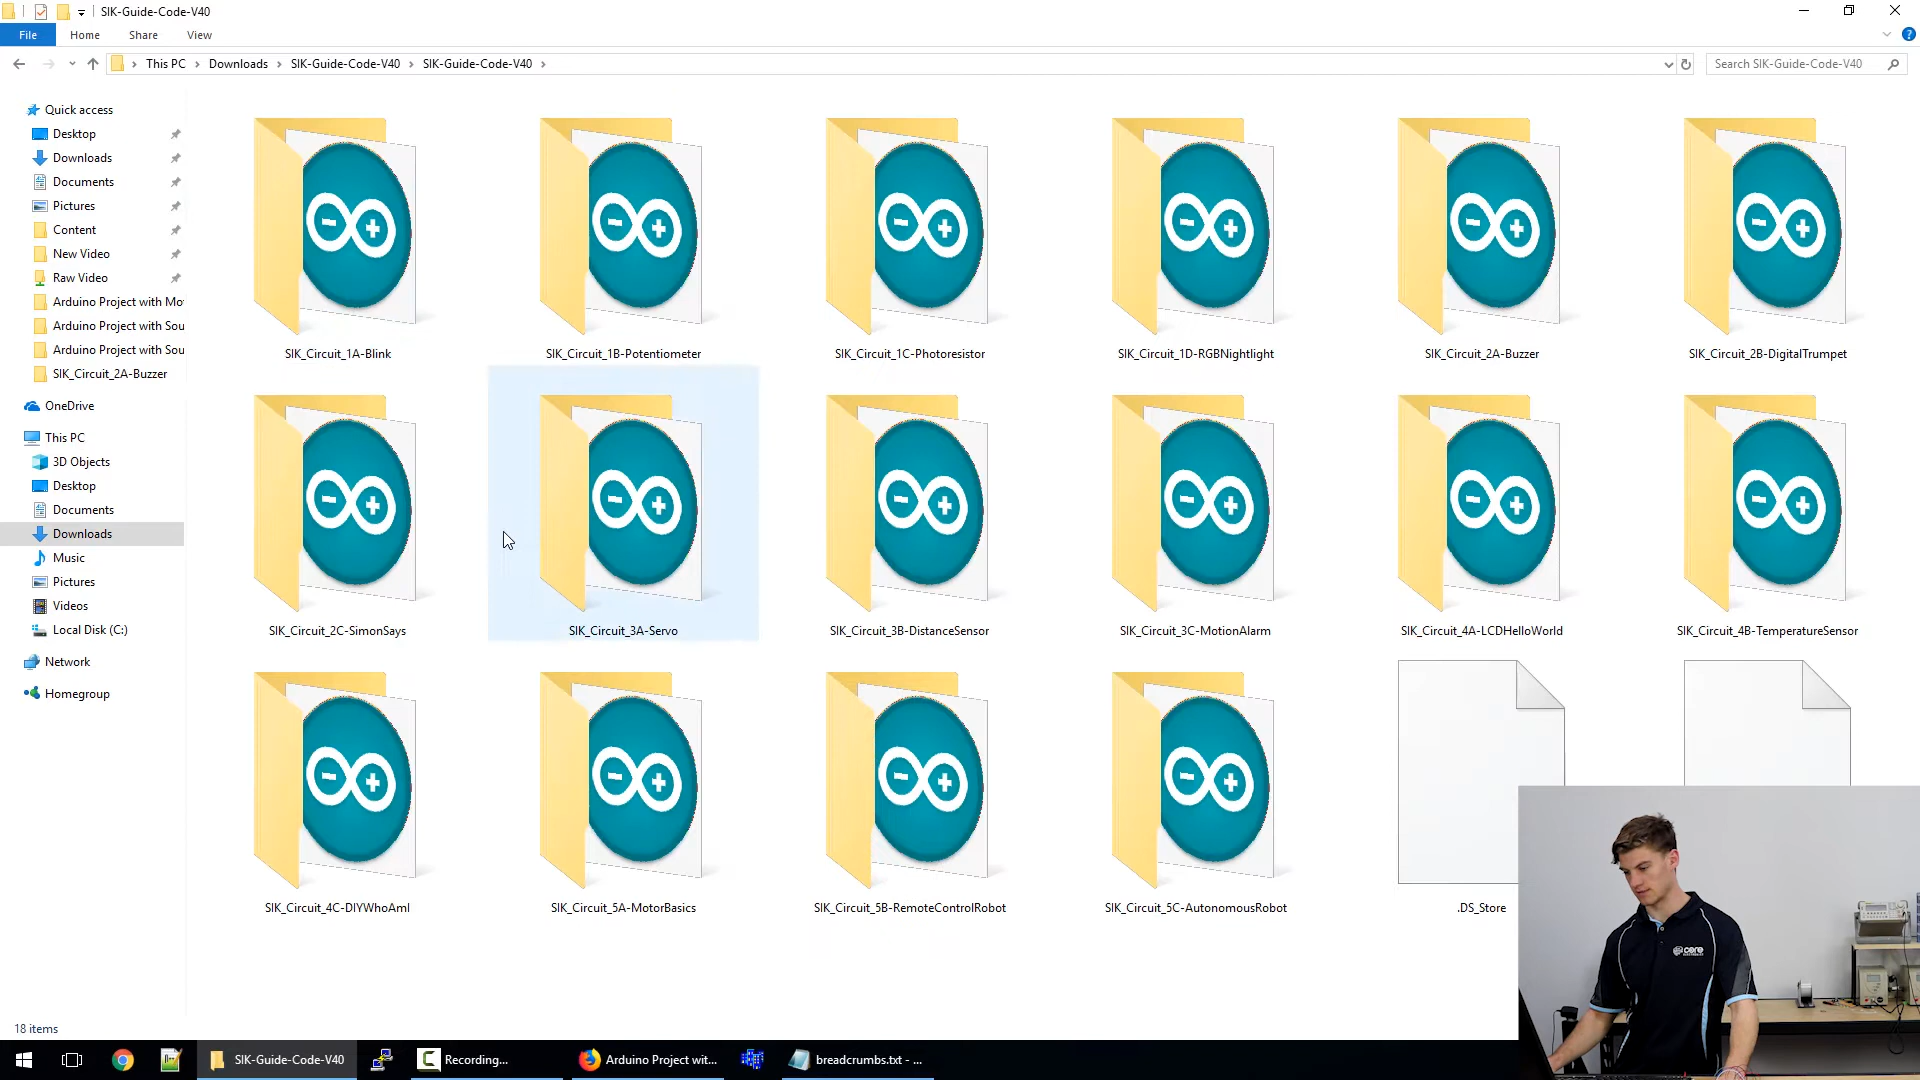 SIK-Guide-Code-V40
File Home Share View
This PC Downloads SIK-Guide-Code-V40 SIK-Guide-Code-V40
Search SIK-Guide-Code-V40
Quick access
Desktop
Downloads
Documents
Pictures
Content
New Video
Raw Video
Arduino Project with Mo
Arduino Project with Sou
Arduino Project with Sou
SIK_Circuit_2A-Buzzer
OneDrive
This PC
3D Objects
Desktop
Documents
Downloads
Music
Pictures
Videos
Local Disk (C:)
Network
Homegroup
SIK_Circuit_1A-Blink
SIK_Circuit_1B-Potentiometer
SIK_Circuit_1C-Photoresistor
SIK_Circuit_1D-RGBNightlight
SIK_Circuit_2A-Buzzer
SIK_Circuit_2B-DigitalTrumpet
SIK_Circuit_2C-SimonSays
SIK_Circuit_3A-Servo
SIK_Circuit_3B-DistanceSensor
SIK_Circuit_3C-MotionAlarm
SIK_Circuit_4A-LCDHelloWorld
SIK_Circuit_4B-TemperatureSensor
SIK_Circuit_4C-DIYWhoAmI
SIK_Circuit_5A-MotorBasics
SIK_Circuit_5B-RemoteControlRobot
SIK_Circuit_5C-AutonomousRobot
.DS_Store
core
ELECTRONICS
18 items
SIK-Guide-Code-V40
Recording...
Arduino Project wit...
breadcrumbs.txt - ...